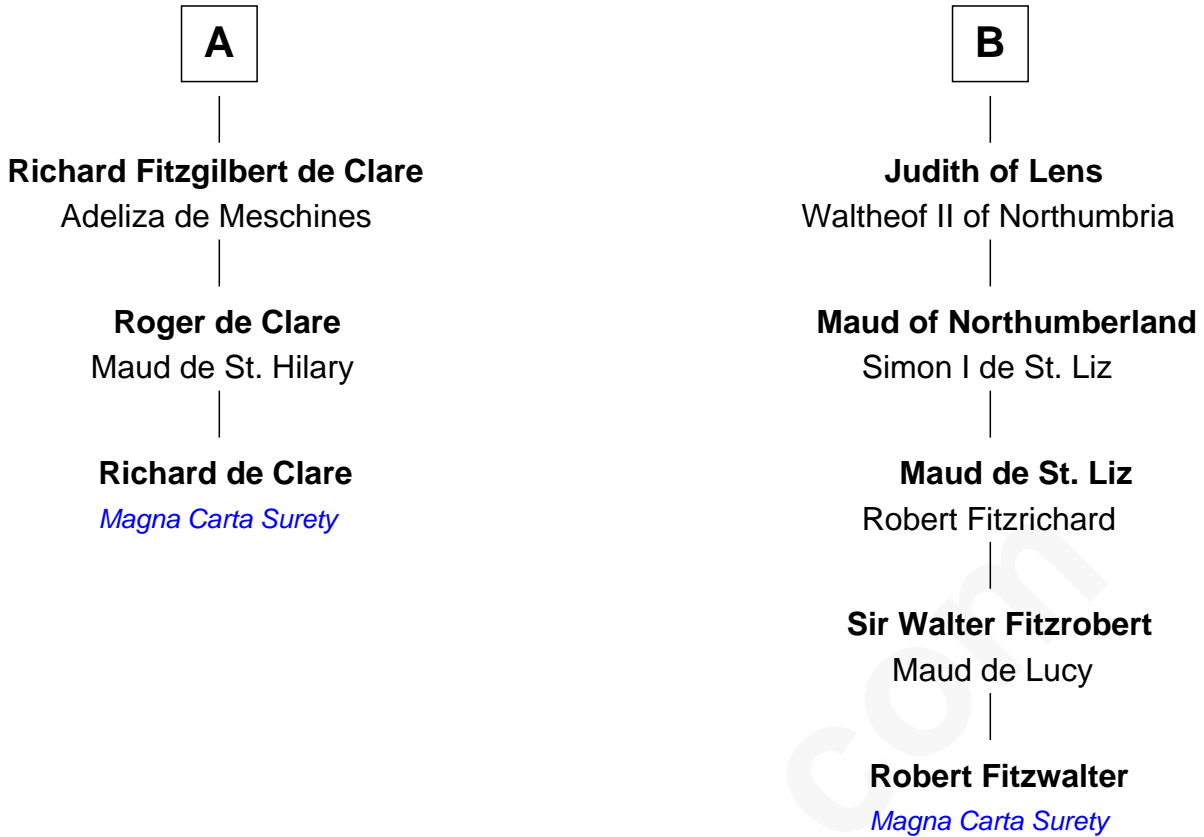 A
Richard Fitzgilbert de Clare
Adeliza de Meschines
Roger de Clare
Maud de St. Hilary
Richard de Clare
Magna Carta Surety
B
Judith of Lens
Waltheof II of Northumbria
Maud of Northumberland
Simon I de St. Liz
Maud de St. Liz
Robert Fitzrichard
Sir Walter Fitzrobert
Maud de Lucy
Robert Fitzwalter
Magna Carta Surety
com